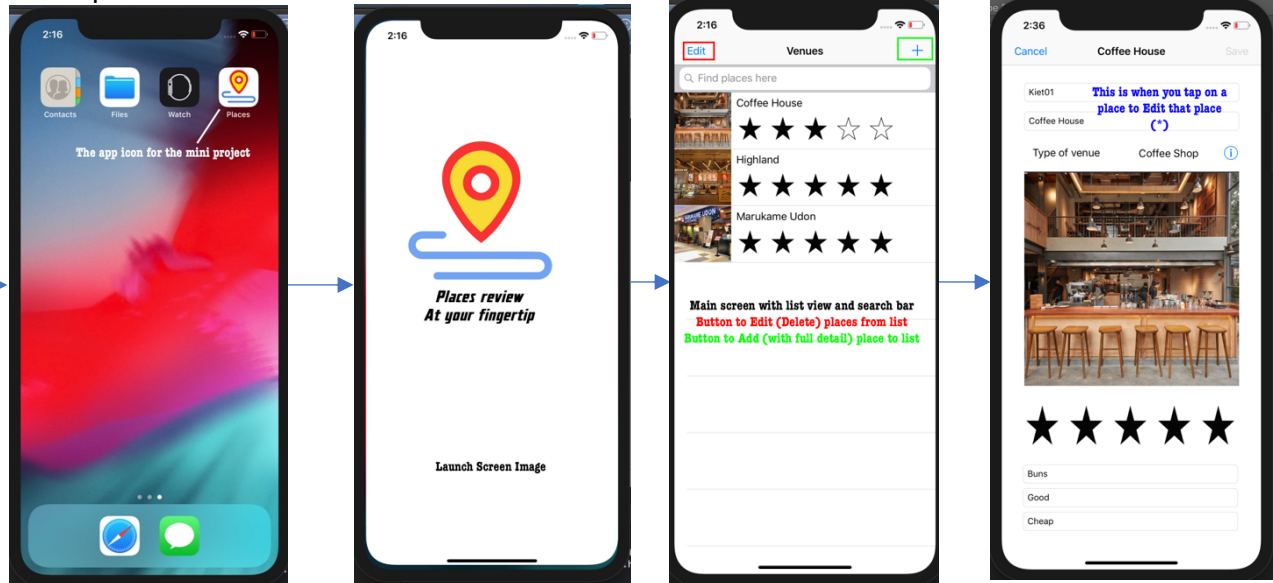 2:16
Contacts
Files
Watch
Places
The app icon for the mini project
2:16
Places review
At your fingertip
Launch Screen Image
2:16
Edit
Venues
+
Find places here
Coffee House
Highland
Marukame Udon
Main screen with list view and search bar
Button to Edit (Delete) places from list
Button to Add (with full detail) place to list
2:36
Cancel
Coffee House
Save
Kiet01
This is when you tap on a
place to Edit that place
(*)
Coffee House
Type of venue
Coffee Shop
Buns
Good
Cheap